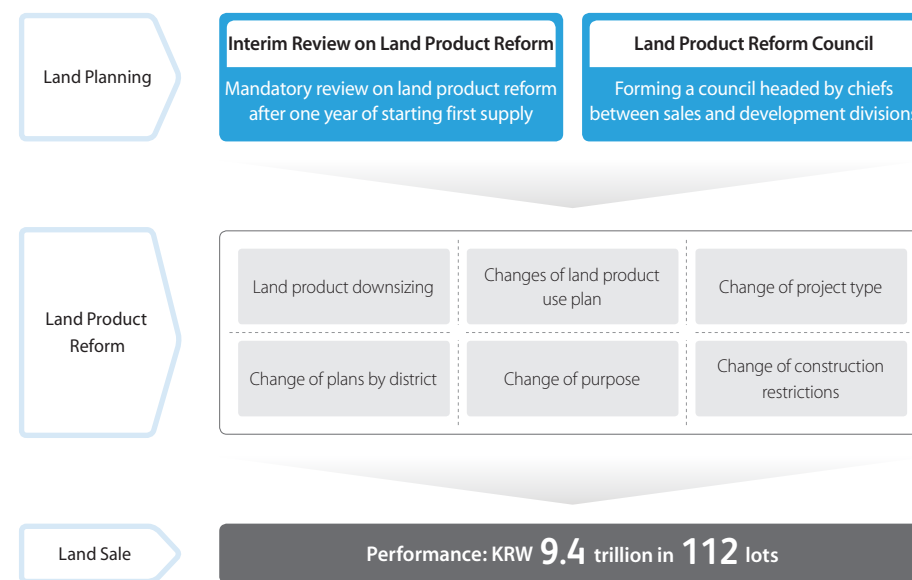 Land Planning
Interim Review on Land Product Reform
Mandatory review on land product reform
after one year of starting first supply
Land Product Reform Council
Forming a council headed by chiefs
between sales and development divisions
Land Product
Reform
Land product downsizing
Changes of land product
use plan
Change of project type
Change of plans by district
Change of purpose
Change of construction
restrictions
Land Sale
Performance: KRW 9.4 trillion in 112 lots